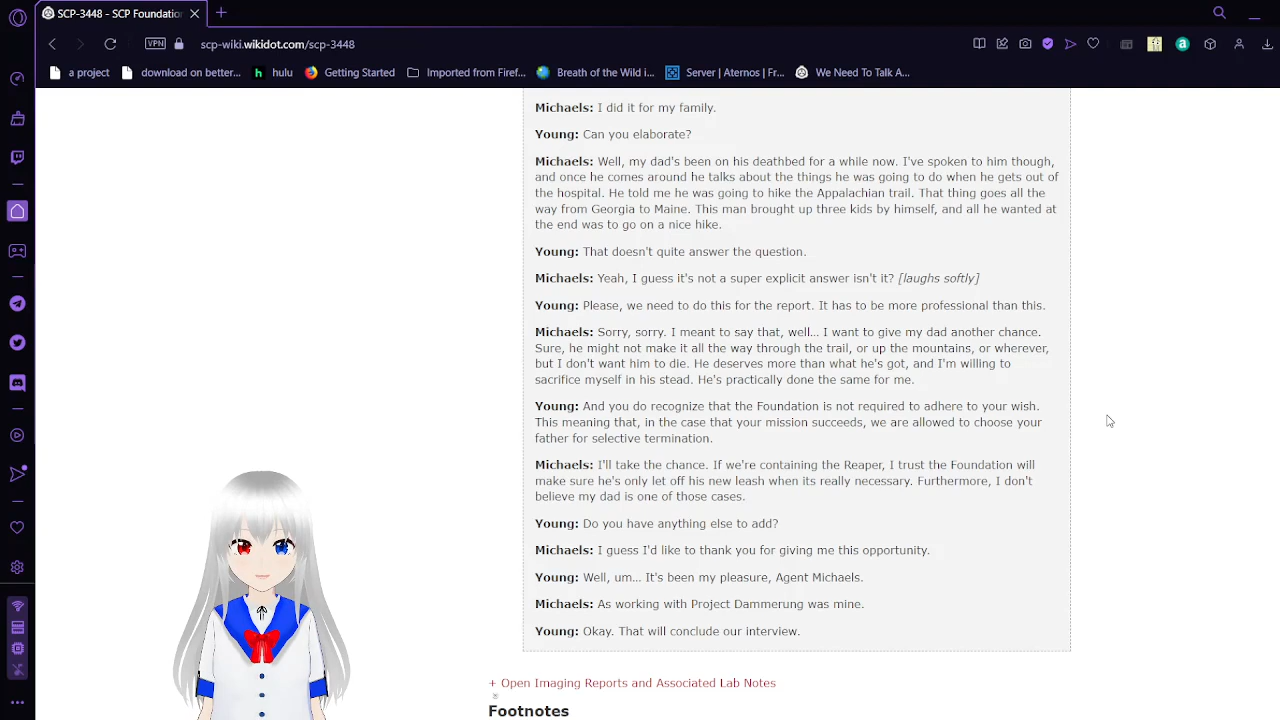 SCP-3448 - SCP Foundation
VPN
scp-wiki.wikidot.com/scp-3448
a project
download on better...
hulu
Getting Started
Imported from Firef...
Breath of the Wild i...
Server | Aternos | Fr...
We Need To Talk A...
Michaels: I did it for my family.
Young: Can you elaborate?
Michaels: Well, my dad's been on his deathbed for a while now. I've spoken to him though,
and once he comes around he talks about the things he was going to do when he gets out of
the hospital. He told me he was going to hike the Appalachian trail. That thing goes all the
way from Georgia to Maine. This man brought up three kids by himself, and all he wanted at
the end was to go on a nice hike.
Young: That doesn't quite answer the question.
Michaels: Yeah, I guess it's not a super explicit answer isn't it? [laughs softly]
Young: Please, we need to do this for the report. It has to be more professional than this.
Michaels: Sorry, sorry. I meant to say that, well... I want to give my dad another chance.
Sure, he might not make it all the way through the trail, or up the mountains, or wherever,
but I don't want him to die. He deserves more than what he's got, and I'm willing to
sacrifice myself in his stead. He's practically done the same for me.
Young: And you do recognize that the Foundation is not required to adhere to your wish.
This meaning that, in the case that your mission succeeds, we are allowed to choose your
father for selective termination.
Michaels: I'll take the chance. If we're containing the Reaper, I trust the Foundation will
make sure he's only let off his new leash when its really necessary. Furthermore, I don't
believe my dad is one of those cases.
Young: Do you have anything else to add?
Michaels: I guess I'd like to thank you for giving me this opportunity.
Young: Well, um... It's been my pleasure, Agent Michaels.
Michaels: As working with Project Dammerung was mine.
Young: Okay. That will conclude our interview.
+ Open Imaging Reports and Associated Lab Notes
Footnotes